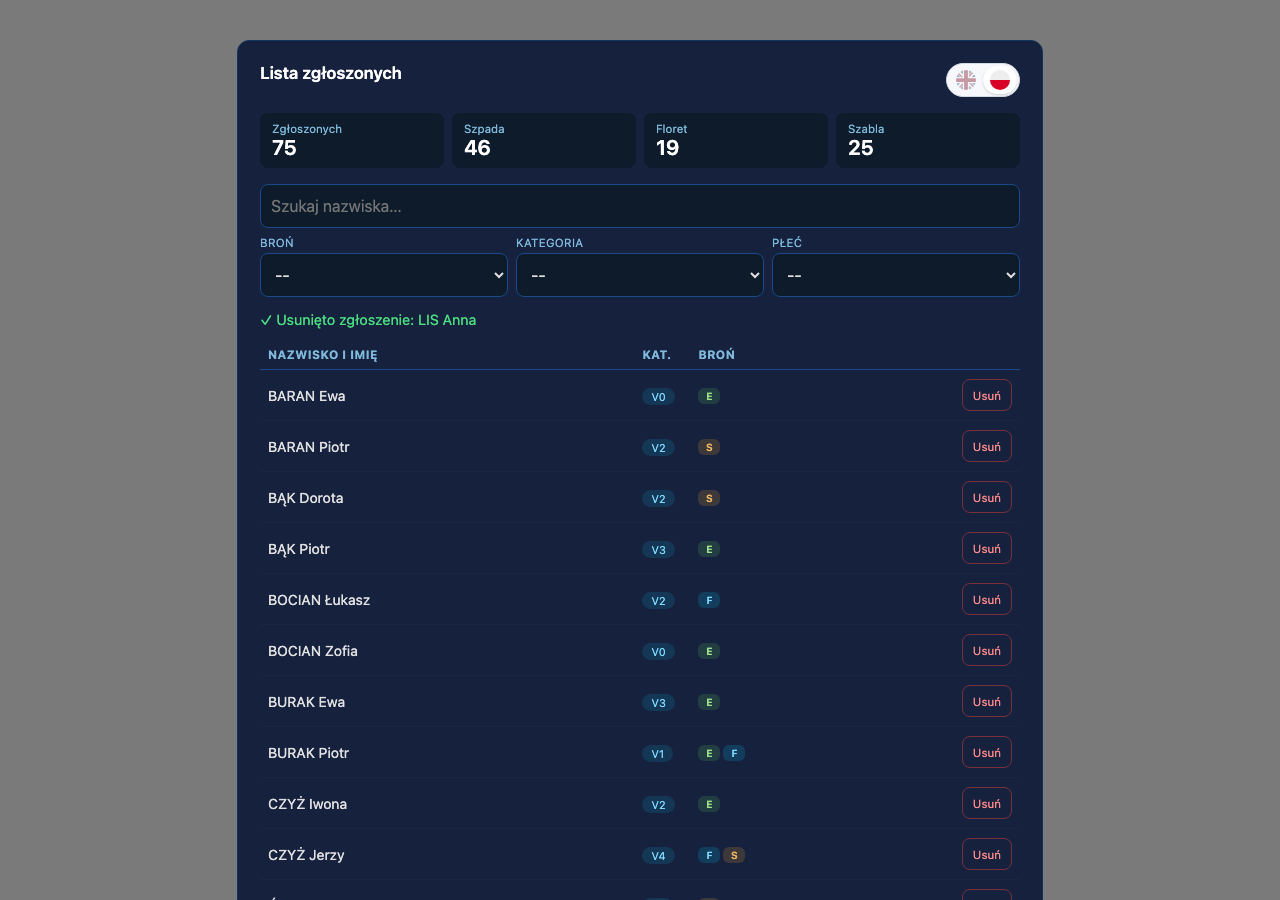 Lista zgłoszonych
Zgłoszonych Szpada Floret Szabla
75 46 19 25
Szukaj nazwiska...
BROŃ KATEGORIA PŁEĆ
-- -- --
✓ Usunięto zgłoszenie: LIS Anna
NAZWISKO I IMIĘ KAT. BROŃ
BARAN Ewa V0 E Usuń
BARAN Piotr V2 S Usuń
BĄK Dorota V2 S Usuń
BĄK Piotr V3 E Usuń
BOCIAN Łukasz V2 F Usuń
BOCIAN Zofia V0 E Usuń
BURAK Ewa V3 E Usuń
BURAK Piotr V1 E F Usuń
CZYŻ Iwona V2 E Usuń
CZYŻ Jerzy V4 F S Usuń